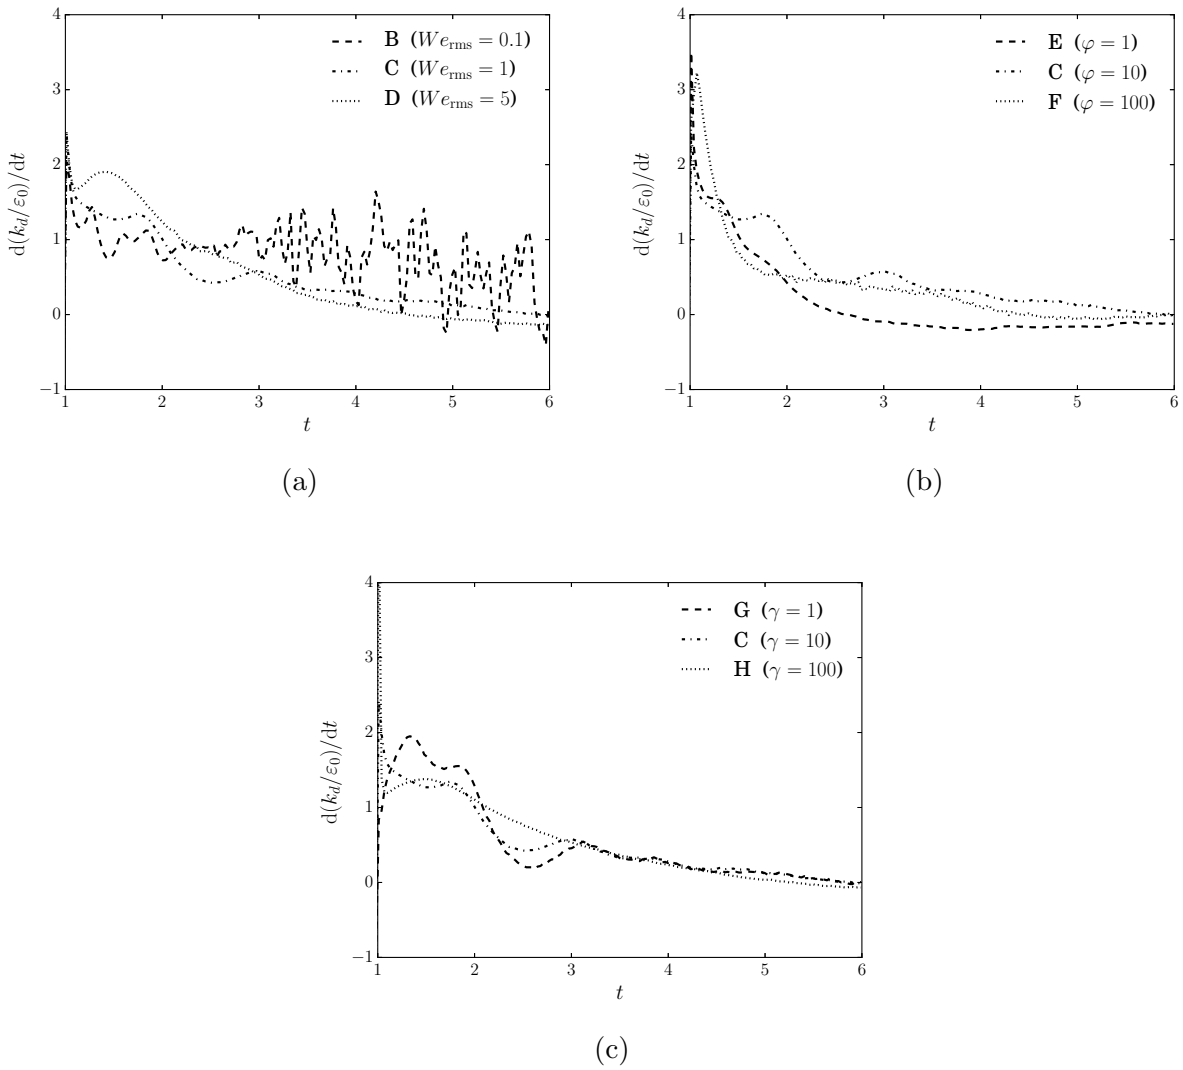 4
3
2
1
0
−1
1 2 3 4 5 6
t
d(k_d/ε_0)/dt
B (We_rms = 0.1)
C (We_rms = 1)
D (We_rms = 5)
(a)
4
3
2
1
0
−1
1 2 3 4 5 6
t
d(k_d/ε_0)/dt
E (φ = 1)
C (φ = 10)
F (φ = 100)
(b)
4
3
2
1
0
−1
1 2 3 4 5 6
t
d(k_d/ε_0)/dt
G (γ = 1)
C (γ = 10)
H (γ = 100)
(c)